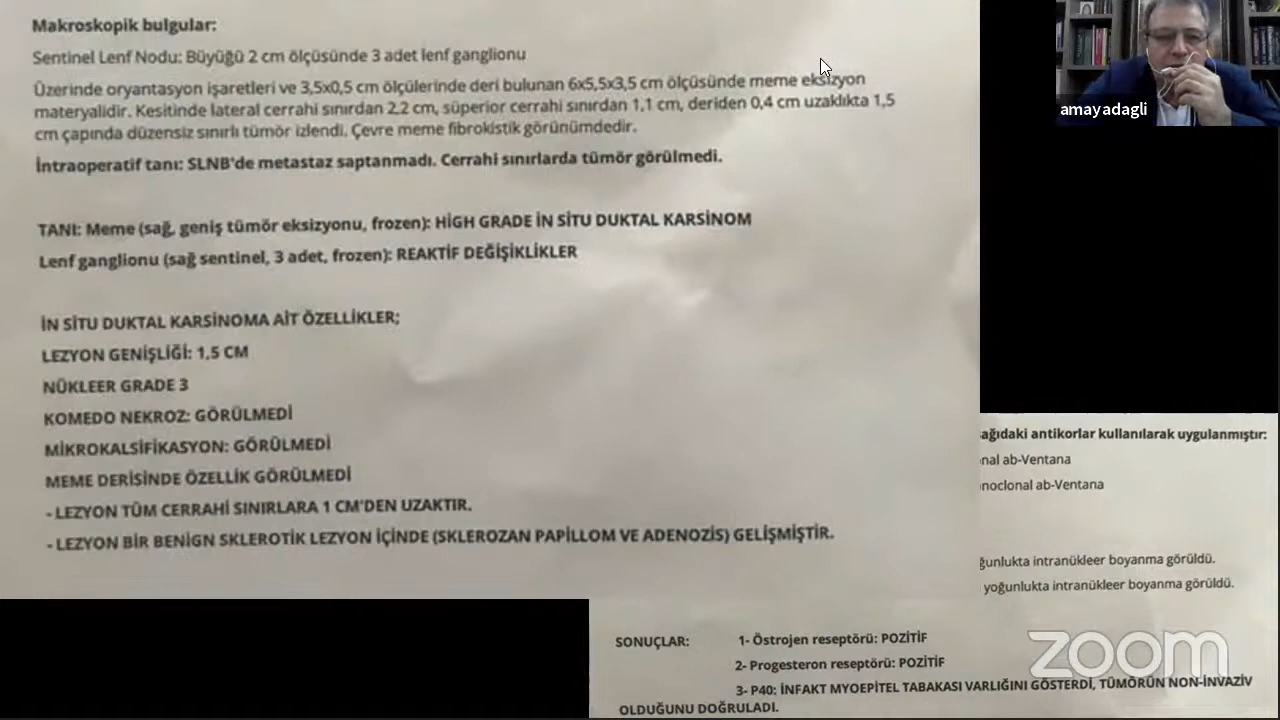 Makroskopik bulgular:
Sentinel Lenf Nodu: Büyüğü 2 cm ölçüsünde 3 adet lenf ganglionu
Üzerinde oryantasyon işaretleri ve 3,5x0,5 cm ölçülerinde deri bulunan 6x5,5x3,5 cm ölçüsünde meme eksizyon
materyalidir. Kesitinde lateral cerrahi sınırdan 2,2 cm, süperior cerrahi sınırdan 1,1 cm, deriden 0,4 cm uzaklıkta 1,5
cm çapında düzensiz sınırlı tümör izlendi. Çevre meme fibrokistik görünümdedir.
İntraoperatif tanı: SLNB'de metastaz saptanmadı. Cerrahi sınırlarda tümör görülmedi.
TANI: Meme (sağ, geniş tümör eksizyonu, frozen): HİGH GRADE İN SİTU DUKTAL KARSİNOM
Lenf ganglionu (sağ sentinel, 3 adet, frozen): REAKTİF DEĞİŞİKLİKLER
İN SİTU DUKTAL KARSİNOMA AİT ÖZELLİKLER;
LEZYON GENİŞLİĞİ: 1,5 CM
NÜKLEER GRADE 3
KOMEDO NEKROZ: GÖRÜLMEDİ
MİKROKALSİFİKASYON: GÖRÜLMEDİ
MEME DERİSİNDE ÖZELLİK GÖRÜLMEDİ
- LEZYON TÜM CERRAHİ SINIRLARA 1 CM'DEN UZAKTIR.
- LEZYON BİR BENİGN SKLEROTİK LEZYON İÇİNDE (SKLEROZAN PAPİLLOM VE ADENOZİS) GELİŞMİŞTİR.
amayadagli
ağıdaki antikorlar kullanılarak uygulanmıştır:
nal ab-Ventana
noclonal ab-Ventana
ğunlukta intranükleer boyanma görüldü.
yoğunlukta intranükleer boyanma görüldü.
SONUÇLAR: 1- Östrojen reseptörü: POZİTİF
2- Progesteron reseptörü: POZİTİF
3- P40: İNFAKT MYOEPİTEL TABAKASI VARLIĞINI GÖSTERDİ, TÜMÖRÜN NON-İNVAZİV
OLDUĞUNU DOĞRULADI.
zoom